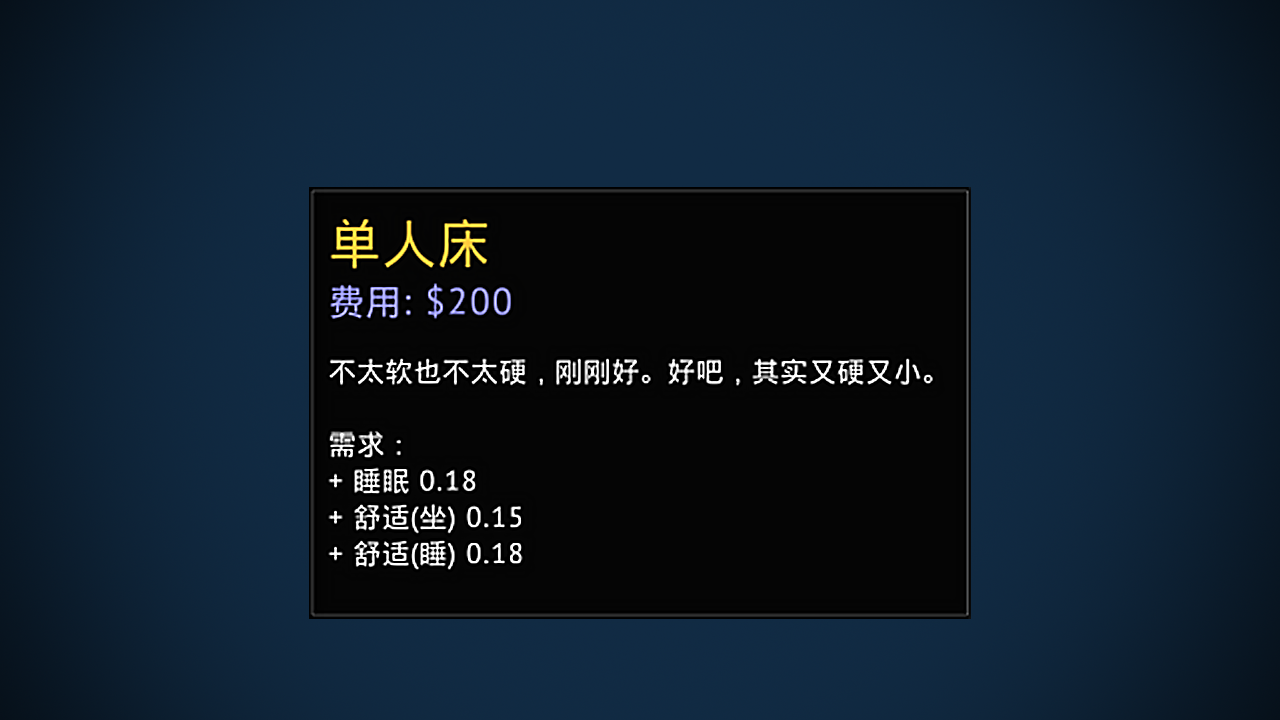 单人床
费用: $200
不太软也不太硬，刚刚好。好吧，其实又硬又小。
需求：
+ 睡眠 0.18
+ 舒适(坐) 0.15
+ 舒适(睡) 0.18